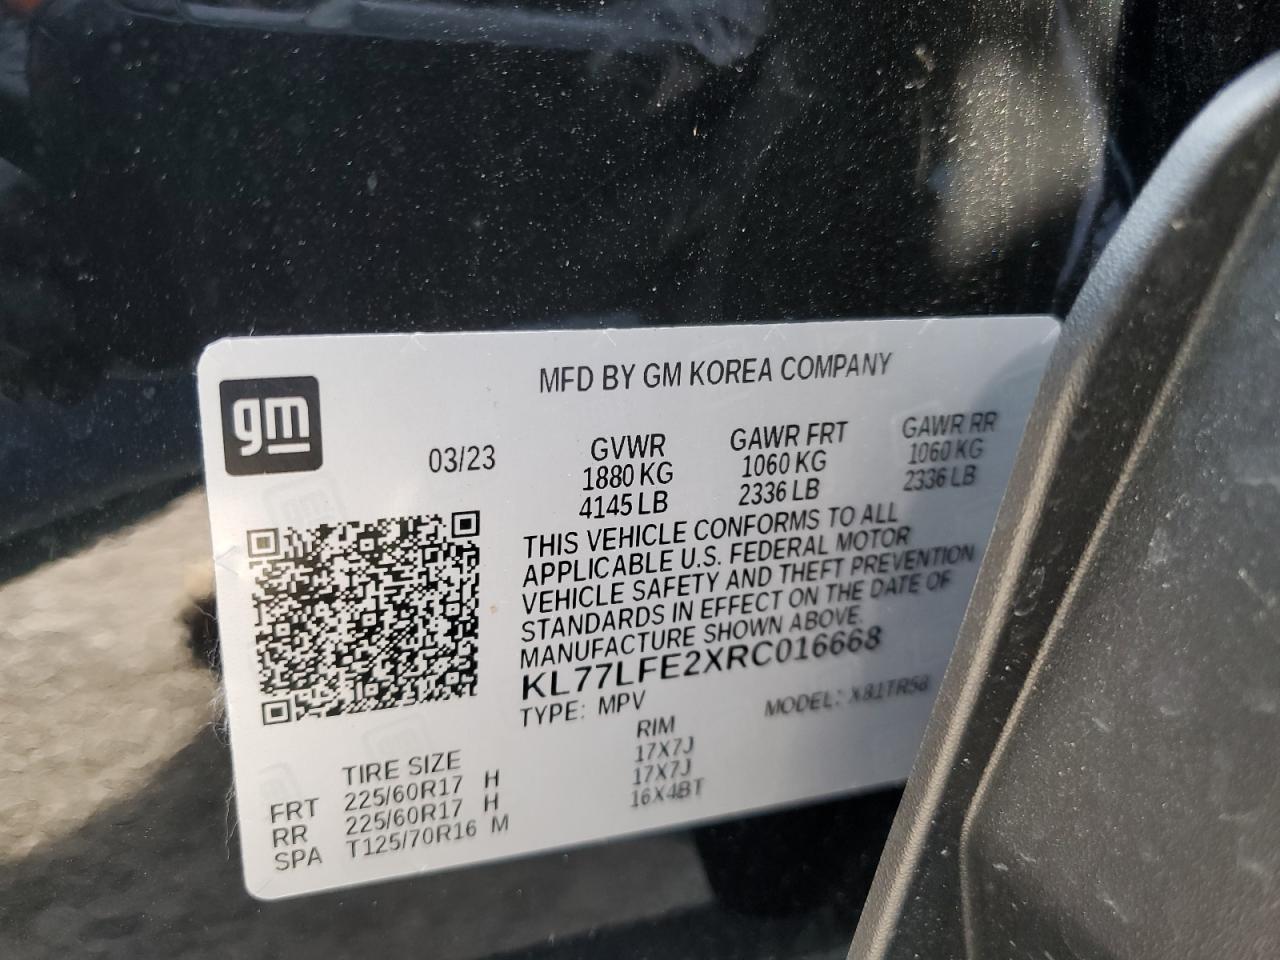 MFD BY GM KOREA COMPANY
gm
03/23
GVWR
1880 KG
4145 LB
GAWR FRT
1060 KG
2336 LB
GAWR RR
1060 KG
2336 LB
THIS VEHICLE CONFORMS TO ALL
APPLICABLE U.S. FEDERAL MOTOR
VEHICLE SAFETY AND THEFT PREVENTION
STANDARDS IN EFFECT ON THE DATE OF
MANUFACTURE SHOWN ABOVE.
KL77LFE2XRC016668
TYPE: MPV MODEL: X81TR58
TIRE SIZE RIM
FRT 225/60R17 H 17X7J
RR 225/60R17 H 17X7J
SPA T125/70R16 M 16X4BT